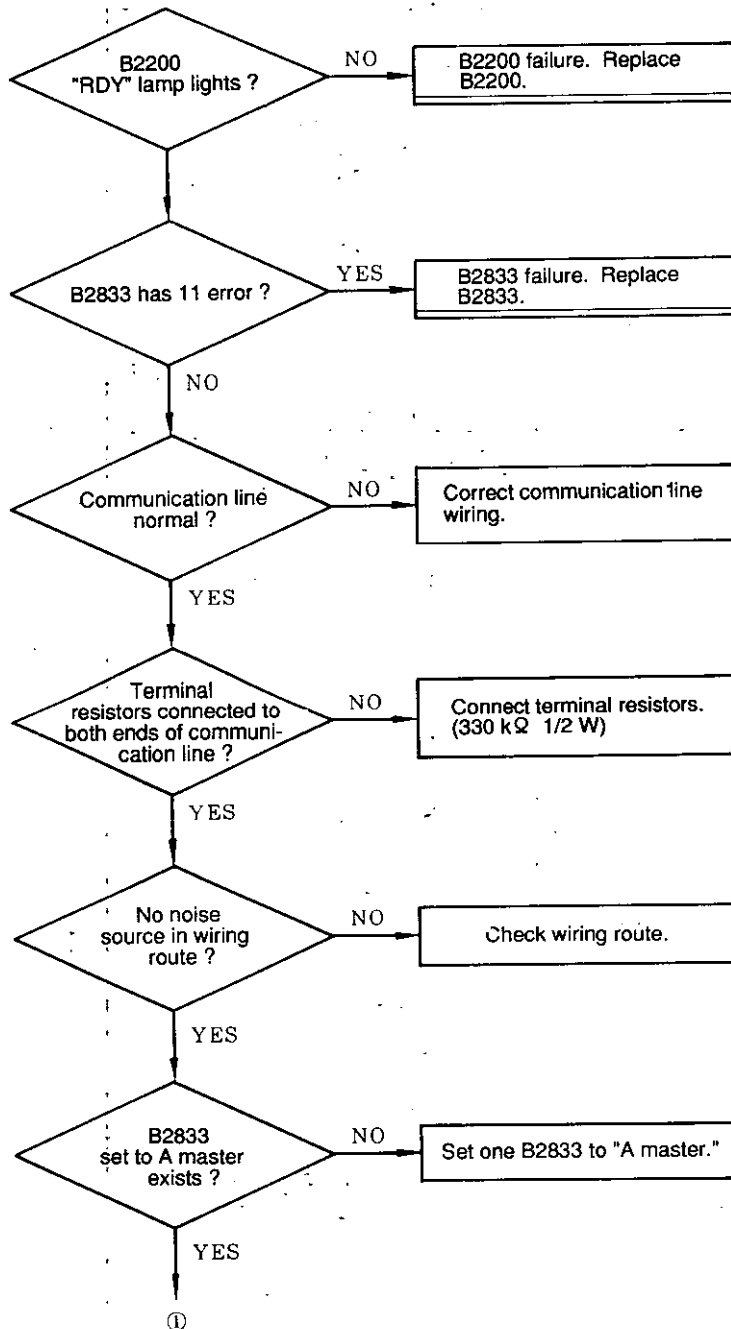 B2200
"RDY" lamp lights ?
NO
B2200 failure. Replace
B2200.
B2833 has 11 error ?
YES
B2833 failure. Replace
B2833.
NO
Communication line
normal ?
NO
Correct communication line
wiring.
YES
Terminal
resistors connected to
both ends of communi-
cation line ?
NO
Connect terminal resistors.
(330 kΩ 1/2 W)
YES
No noise
source in wiring
route ?
NO
Check wiring route.
YES
B2833
set to A master
exists ?
NO
Set one B2833 to "A master."
YES
①